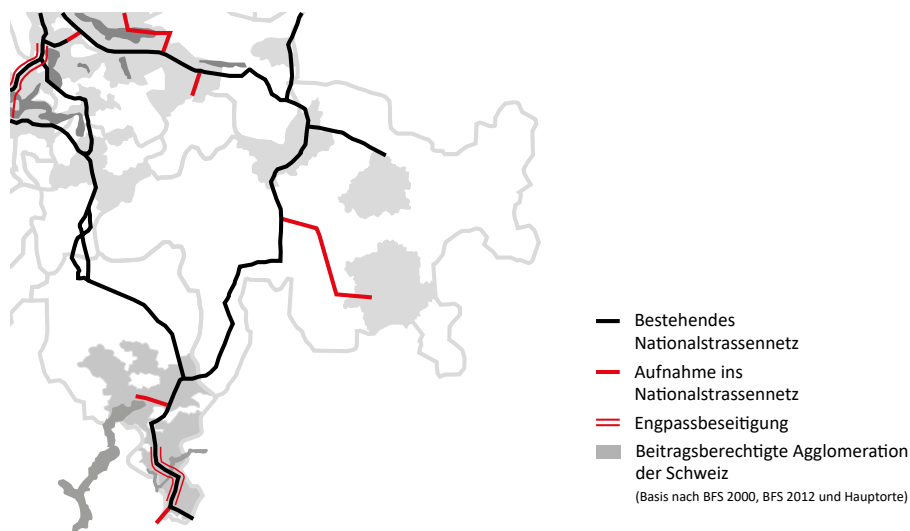 Bestehendes
Nationalstrassennetz
Aufnahme ins
Nationalstrassennetz
Engpassbeseitigung
Beitragsberechtigte Agglomeration
der Schweiz
(Basis nach BFS 2000, BFS 2012 und Hauptorte)